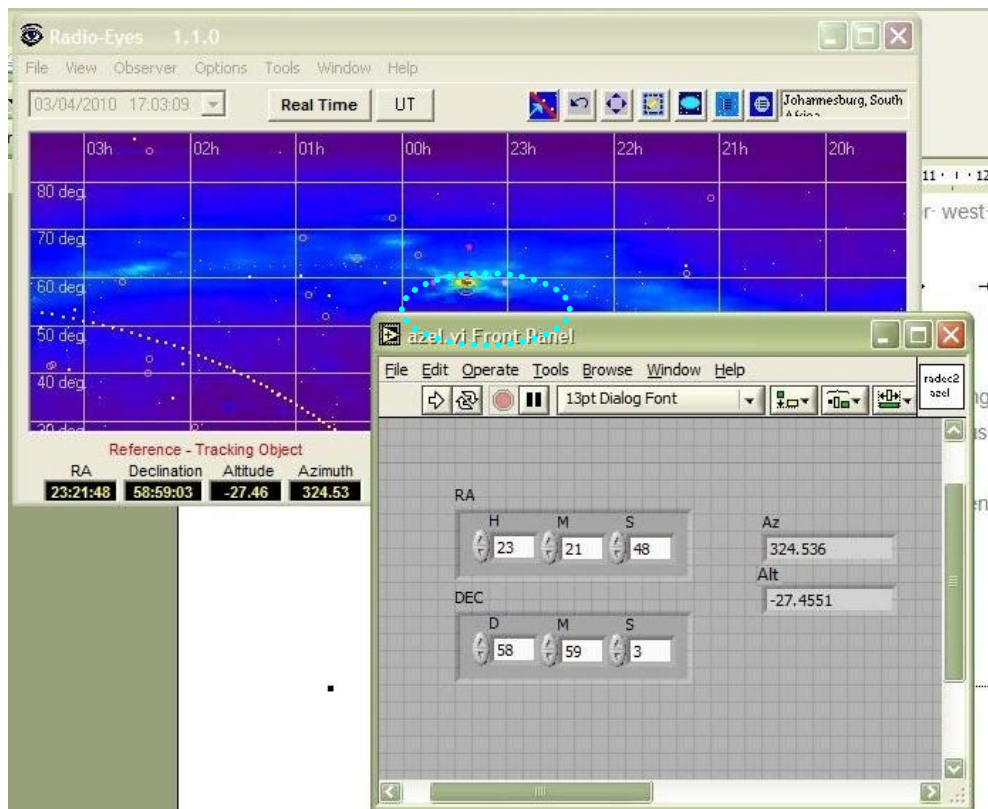 Radio-Eyes 1.1.0
File View Observer Options Tools Window Help
03/04/2010 17:03:09 Real Time UT Johannesburg, South
03h 02h 01h 00h 23h 22h 21h 20h
80 deg.
70 deg.
60 deg.
50 deg.
40 deg.
Reference - Tracking Object
RA Declination Altitude Azimuth
23:21:48 58:59:03 -27.46 324.53
11 · 1 · 12
west
azel.vi Front Panel
File Edit Operate Tools Browse Window Help
13pt Dialog Font
radec2
azel
RA
H M S
23 21 48
DEC
D M S
58 59 3
Az
324.536
Alt
-27.4551